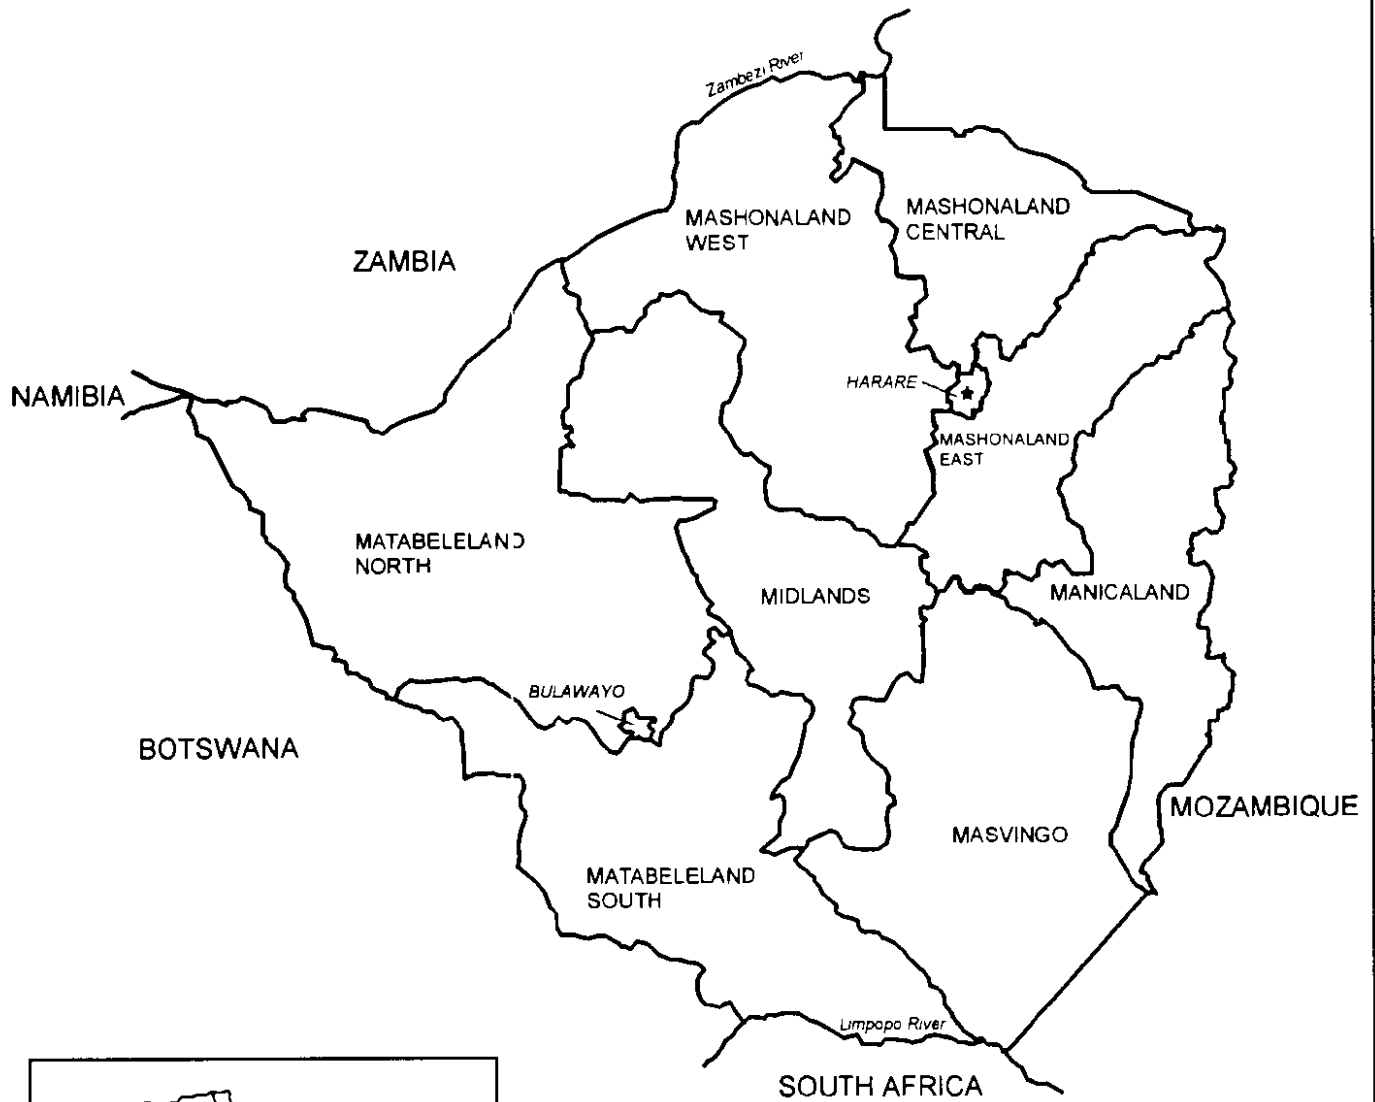 Zambezi River
MASHONALAND
WEST
MASHONALAND
CENTRAL
ZAMBIA
HARARE
NAMIBIA
MASHONALAND
EAST
MATABELELAND
NORTH
MIDLANDS
MANICALAND
BULAWAYO
BOTSWANA
MOZAMBIQUE
MASVINGO
MATABELELAND
SOUTH
Limpopo River
SOUTH AFRICA